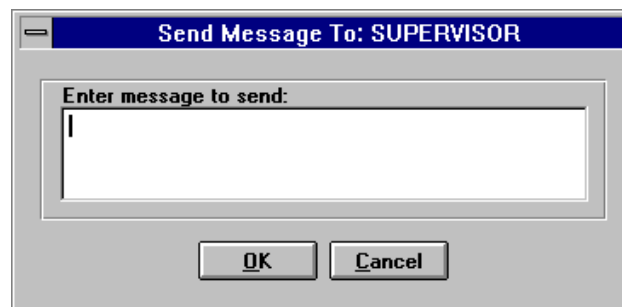 Send Message To: SUPERVISOR
Enter message to send:
OK
Cancel